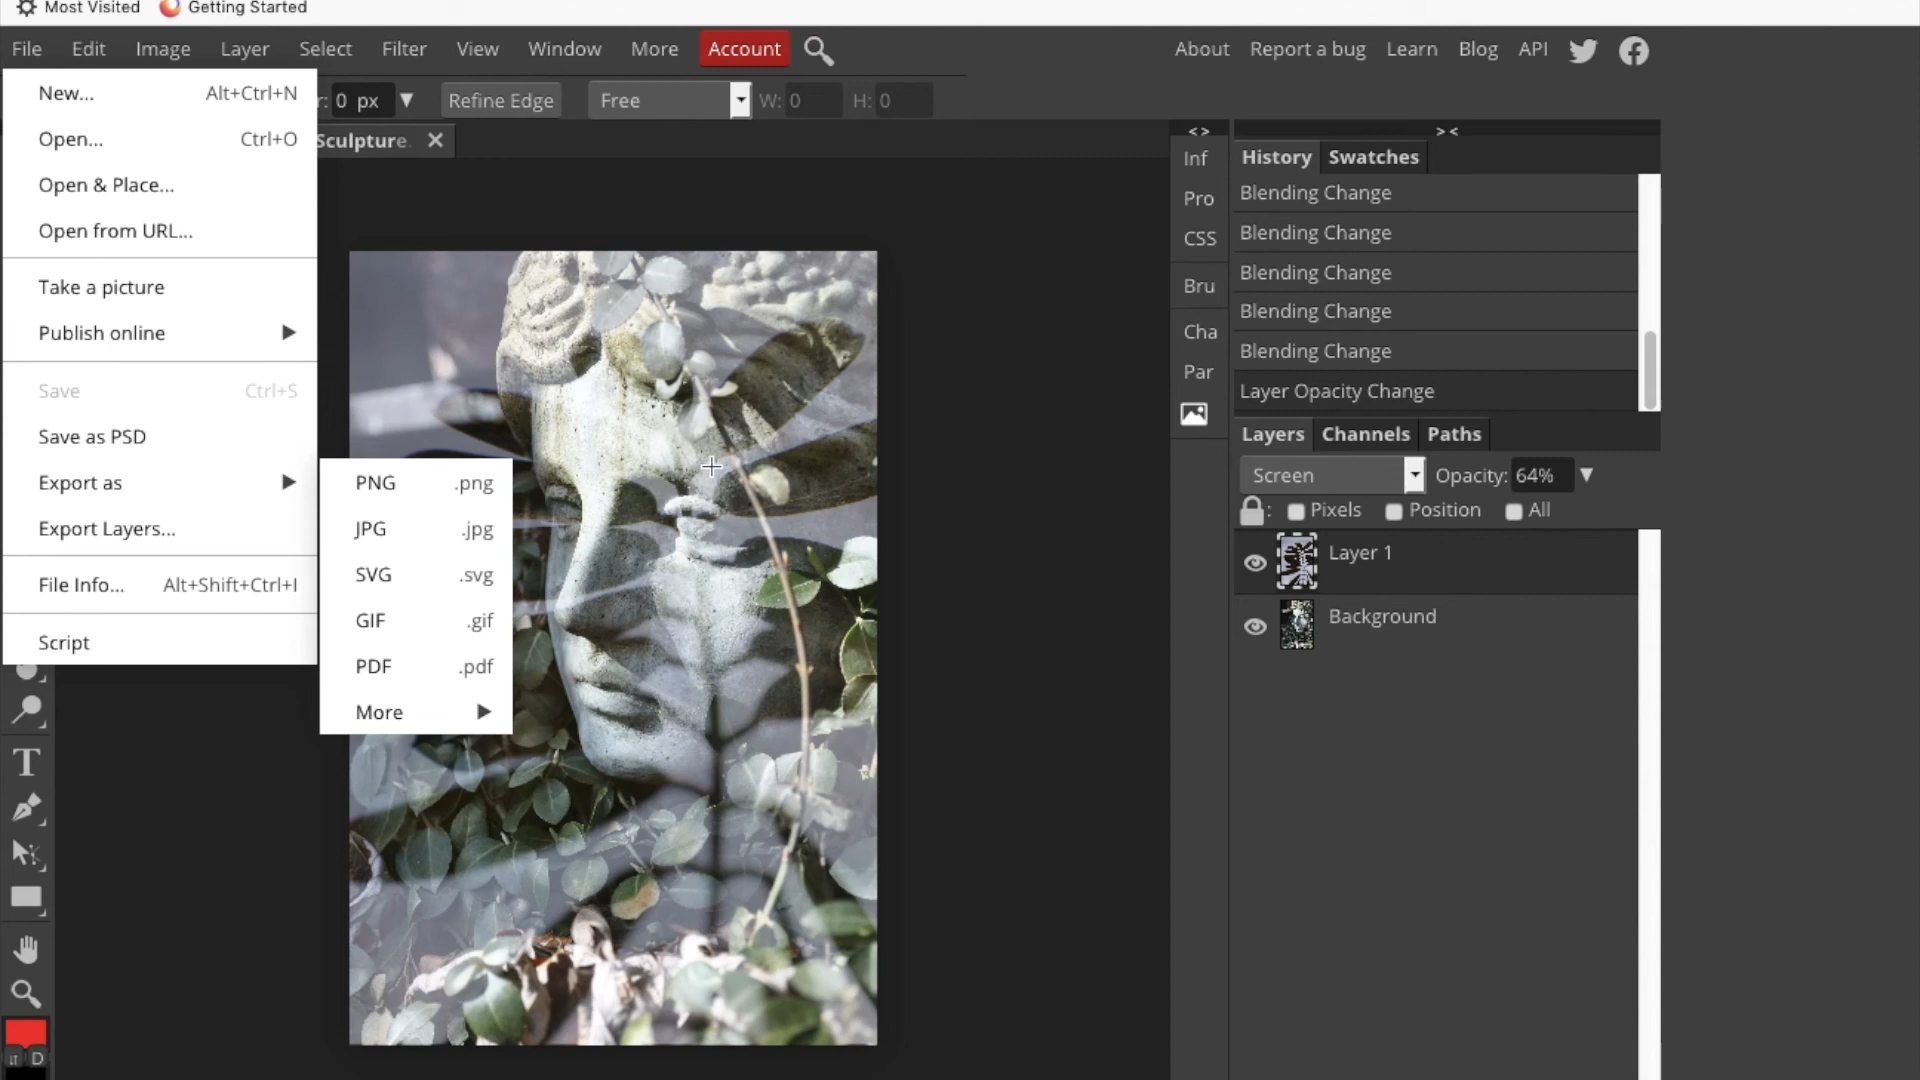 Most Visited Getting Started
File Edit Image Layer Select Filter View Window More Account About Report a bug Learn Blog API
r: 0 px Refine Edge Free W: 0 H: 0
Sculpture.
New... Alt+Ctrl+N
Open... Ctrl+O
Open & Place...
Open from URL...
Take a picture
Publish online
Save Ctrl+S
Save as PSD
Export as
Export Layers...
File Info... Alt+Shift+Ctrl+I
Script
PNG .png
JPG .jpg
SVG .svg
GIF .gif
PDF .pdf
More
T
D
< >
Inf
Pro
CSS
Bru
Cha
Par
> <
History Swatches
Blending Change
Blending Change
Blending Change
Blending Change
Blending Change
Layer Opacity Change
Layers Channels Paths
Screen Opacity: 64%
: Pixels Position All
Layer 1
Background